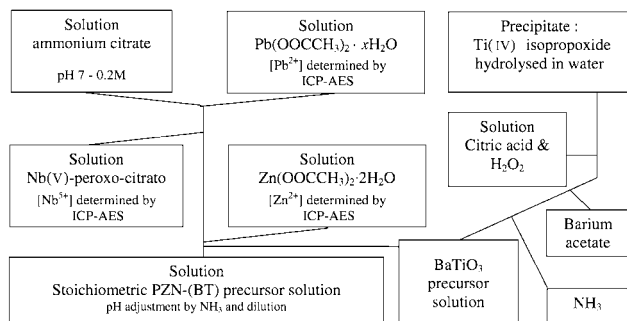 Solution
ammonium citrate
pH 7 - 0.2M
Solution
Pb(OOCCH₃)₂ · xH₂O
[Pb²⁺] determined by
ICP-AES
Precipitate :
Ti(IV) isopropoxide
hydrolysed in water
Solution
Citric acid &
H₂O₂
Solution
Nb(V)-peroxo-citrato
[Nb⁵⁺] determined by
ICP-AES
Solution
Zn(OOCCH₃)₂·2H₂O
[Zn²⁺] determined by
ICP-AES
Barium
acetate
Solution
Stoichiometric PZN-(BT) precursor solution
pH adjustment by NH₃ and dilution
BaTiO₃
precursor
solution
NH₃